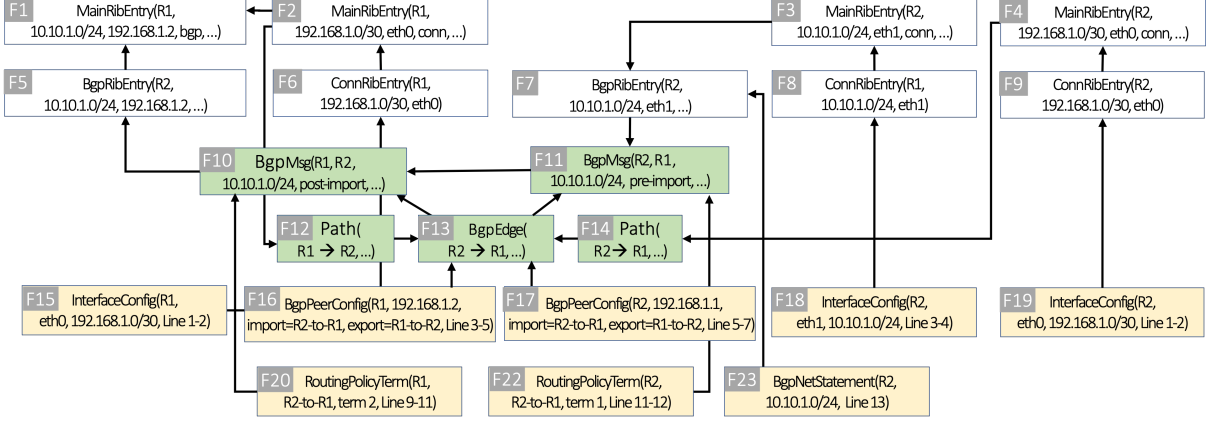 F1 MainRibEntry(R1,
10.10.1.0/24, 192.168.1.2, bgp, ...)
F2 MainRibEntry(R1,
192.168.1.0/30, eth0, conn, ...)
F3 MainRibEntry(R2,
10.10.1.0/24, eth1, conn, ...)
F4 MainRibEntry(R2,
192.168.1.0/30, eth0, conn, ...)
F5 BgpRibEntry(R2,
10.10.1.0/24, 192.168.1.2, ...)
F6 ConnRibEntry(R1,
192.168.1.0/30, eth0)
F7 BgpRibEntry(R2,
10.10.1.0/24, eth1, ...)
F8 ConnRibEntry(R1,
10.10.1.0/24, eth1)
F9 ConnRibEntry(R2,
192.168.1.0/30, eth0)
F10 BgpMsg(R1, R2,
10.10.1.0/24, post-import, ...)
F11 BgpMsg(R2, R1,
10.10.1.0/24, pre-import, ...)
F12 Path(
R1 → R2, ...)
F13 BgpEdge(
R2 → R1, ...)
F14 Path(
R2 → R1, ...)
F15 InterfaceConfig(R1,
eth0, 192.168.1.0/30, Line 1-2)
F16 BgpPeerConfig(R1, 192.168.1.2,
import=R2-to-R1, export=R1-to-R2, Line 3-5)
F17 BgpPeerConfig(R2, 192.168.1.1,
import=R2-to-R1, export=R1-to-R2, Line 5-7)
F18 InterfaceConfig(R2,
eth1, 10.10.1.0/24, Line 3-4)
F19 InterfaceConfig(R2,
eth0, 192.168.1.0/30, Line 1-2)
F20 RoutingPolicyTerm(R1,
R2-to-R1, term 2, Line 9-11)
F22 RoutingPolicyTerm(R2,
R2-to-R1, term 1, Line 11-12)
F23 BgpNetStatement(R2,
10.10.1.0/24, Line 13)